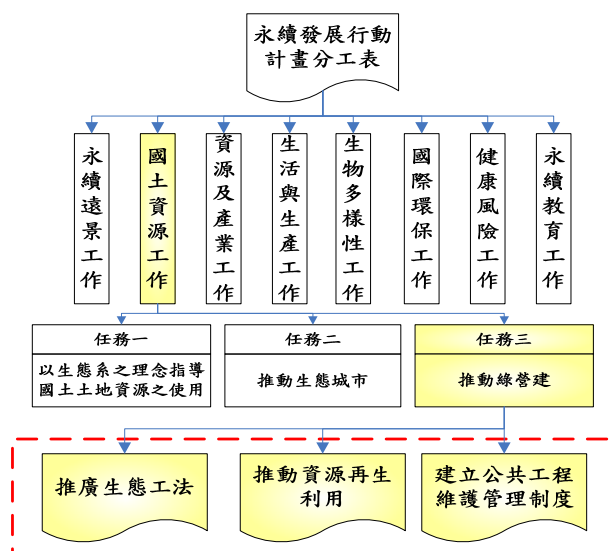 永續發展行動
計畫分工表
永續遠景工作
國土資源工作
資源及產業工作
生活與生產工作
生物多樣性工作
國際環保工作
健康風險工作
永續教育工作
任務一
以生態系之理念指導
國土土地資源之使用
任務二
推動生態城市
任務三
推動綠營建
推廣生態工法
推動資源再生
利用
建立公共工程
維護管理制度